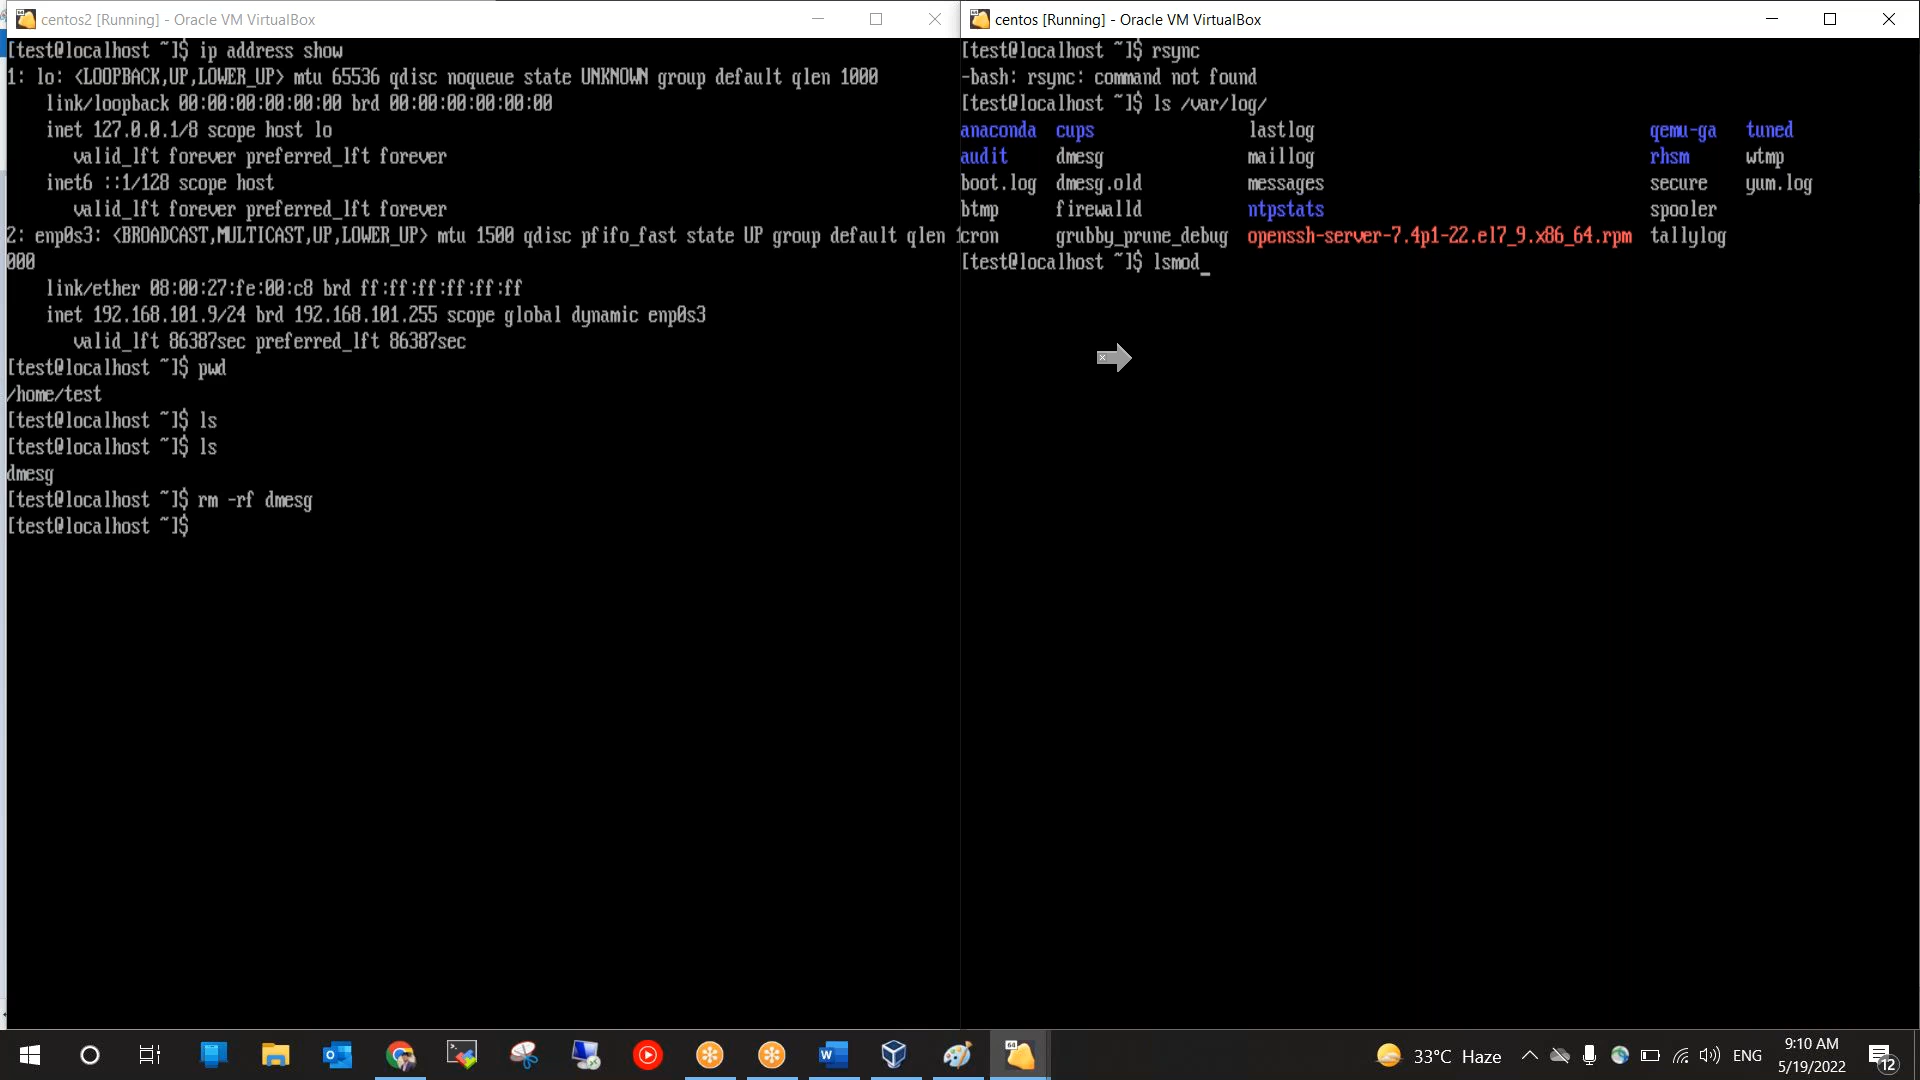 centos2 [Running] - Oracle VM VirtualBox
[test@localhost ~]$ ip address show
1: lo: <LOOPBACK,UP,LOWER_UP> mtu 65536 qdisc noqueue state UNKNOWN group default qlen 1000
    link/loopback 00:00:00:00:00:00 brd 00:00:00:00:00:00
    inet 127.0.0.1/8 scope host lo
       valid_lft forever preferred_lft forever
    inet6 ::1/128 scope host
       valid_lft forever preferred_lft forever
2: enp0s3: <BROADCAST,MULTICAST,UP,LOWER_UP> mtu 1500 qdisc pfifo_fast state UP group default qlen 1
000
    link/ether 08:00:27:fe:00:c8 brd ff:ff:ff:ff:ff:ff
    inet 192.168.101.9/24 brd 192.168.101.255 scope global dynamic enp0s3
       valid_lft 86387sec preferred_lft 86387sec
[test@localhost ~]$ pwd
/home/test
[test@localhost ~]$ ls
[test@localhost ~]$ ls
dmesg
[test@localhost ~]$ rm -rf dmesg
[test@localhost ~]$
centos [Running] - Oracle VM VirtualBox
[test@localhost ~]$ rsync
-bash: rsync: command not found
[test@localhost ~]$ ls /var/log/
anaconda  cups  lastlog  qemu-ga  tuned
audit  dmesg  maillog  rhsm  wtmp
boot.log  dmesg.old  messages  secure  yum.log
btmp  firewalld  ntpstats  spooler
cron  grubby_prune_debug  openssh-server-7.4p1-22.el7_9.x86_64.rpm  tallylog
[test@localhost ~]$ lsmod_
33°C Haze
ENG
9:10 AM
5/19/2022
12